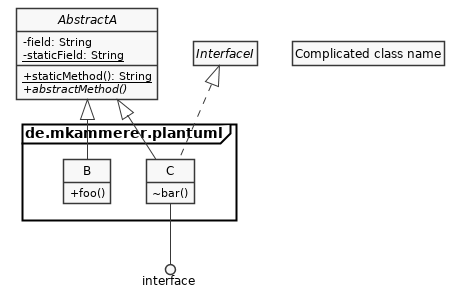 AbstractA
-field: String
-staticField: String
+staticMethod(): String
+abstractMethod()
InterfaceI
Complicated class name
de.mkammerer.plantuml
B
+foo()
C
~bar()
interface